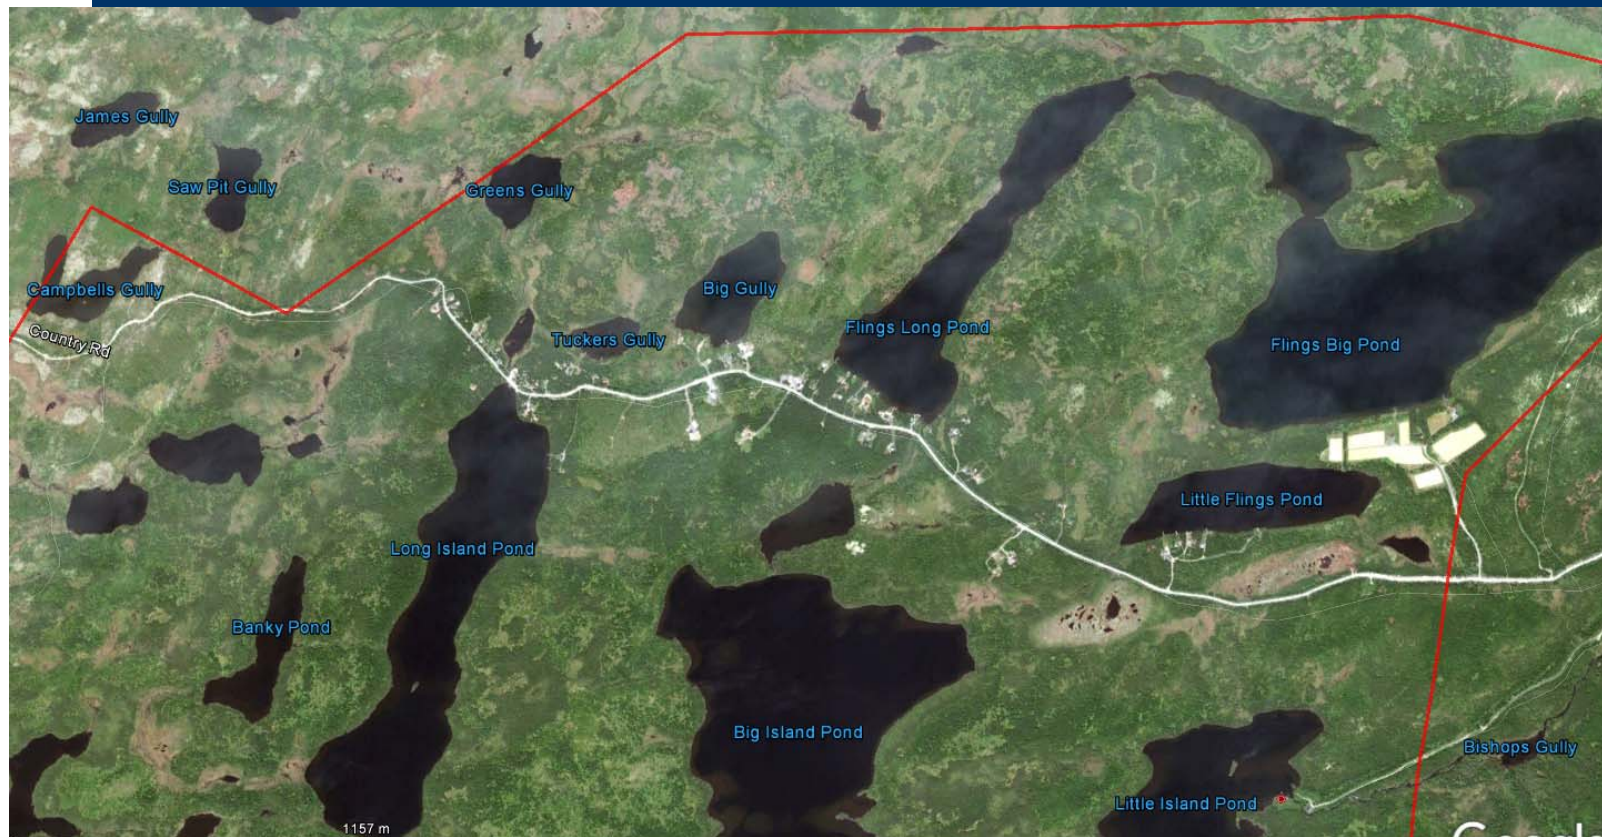 James Gully
Saw Pit Gully
Greens Gully
Campbells Gully
Country Rd
Big Gully
Tuckers Gully
Flings Long Pond
Flings Big Pond
Little Flings Pond
Long Island Pond
Banky Pond
Big Island Pond
Bishops Gully
Little Island Pond
1157 m